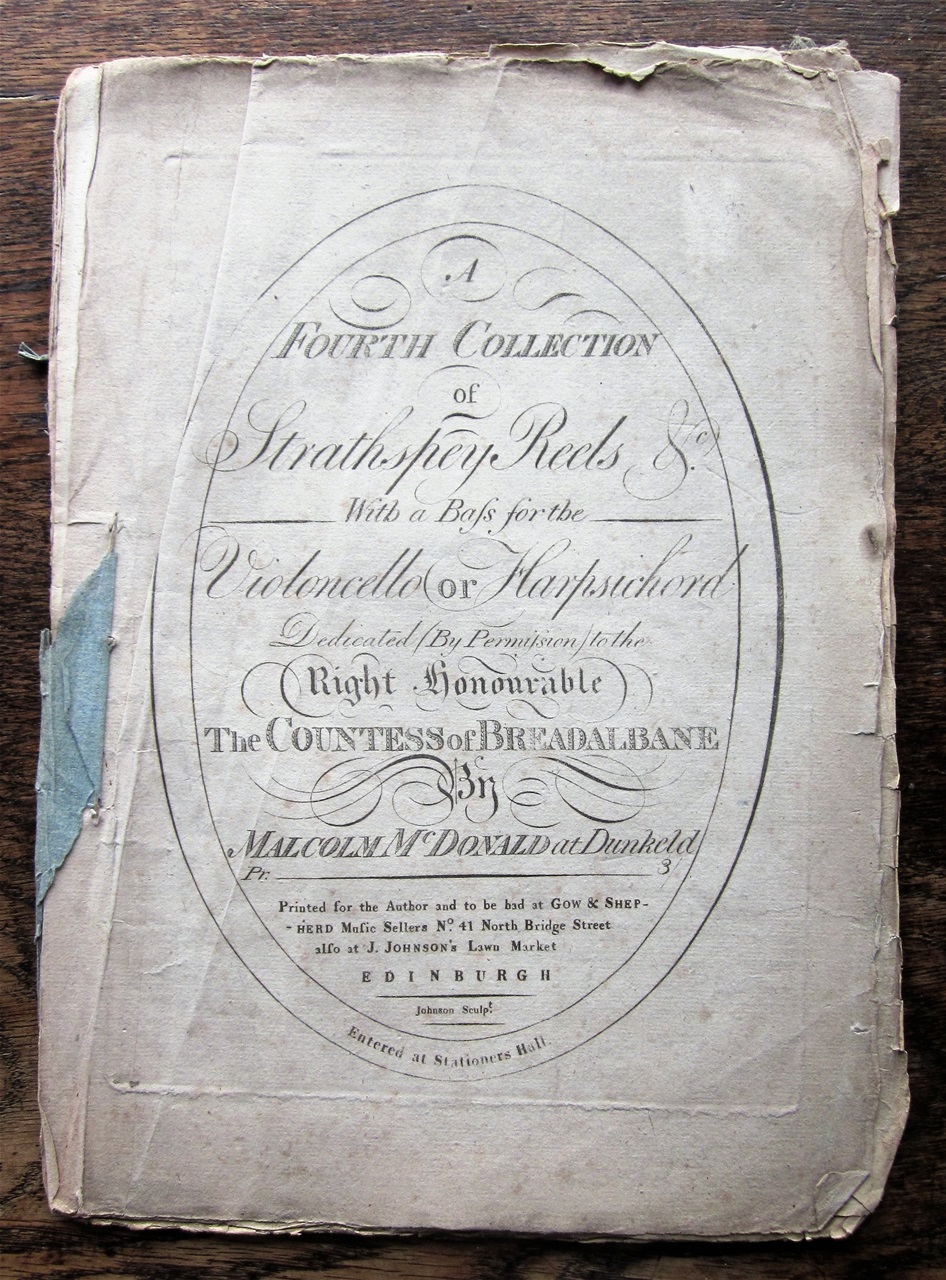 A
FOURTH COLLECTION
of
Strathspey Reels &c.
With a Baſs for the
Violoncello or Harpsichord
Dedicated (By Permiſsion) to the
Right Honourable
The COUNTESS of BREADALBANE
By
MALCOLM McDONALD at Dunkeld
Pr. 3/
Printed for the Author and to be had at GOW & SHEP-
-HERD Muſic Sellers No. 41 North Bridge Street
alſo at J. JOHNSON's Lawn Market
EDINBURGH
Johnson Sculpt.
Entered at Stationers Hall.